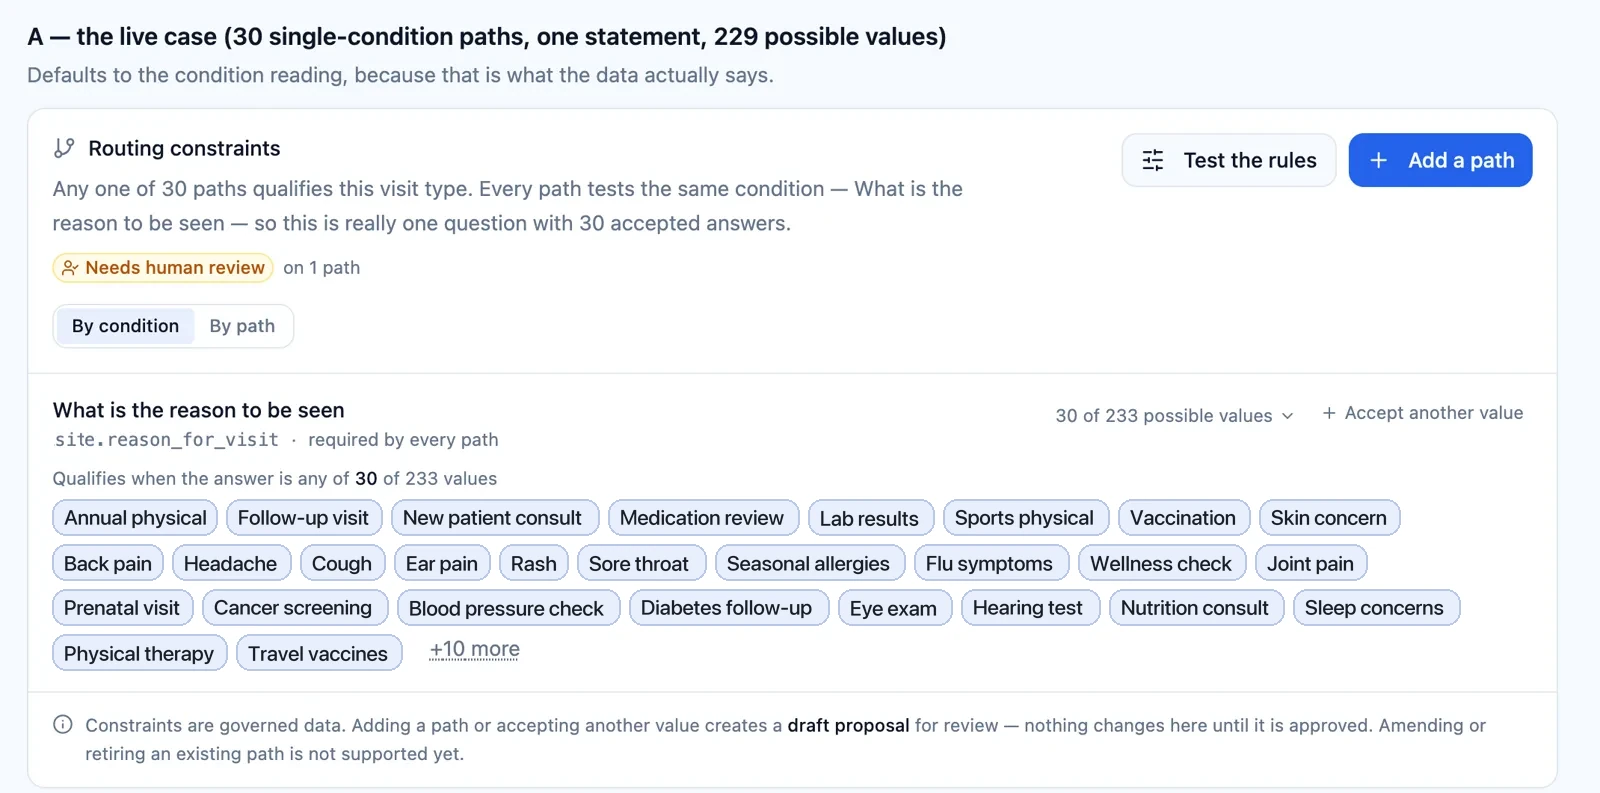 A — the live case (30 single-condition paths, one statement, 229 possible values)
Defaults to the condition reading, because that is what the data actually says.
Routing constraints
Test the rules
+ Add a path
Any one of 30 paths qualifies this visit type. Every path tests the same condition — What is the
reason to be seen — so this is really one question with 30 accepted answers.
Needs human review on 1 path
By condition By path
What is the reason to be seen
30 of 233 possible values
+ Accept another value
site.reason_for_visit · required by every path
Qualifies when the answer is any of 30 of 233 values
Annual physical Follow-up visit New patient consult Medication review Lab results Sports physical Vaccination Skin concern
Back pain Headache Cough Ear pain Rash Sore throat Seasonal allergies Flu symptoms Wellness check Joint pain
Prenatal visit Cancer screening Blood pressure check Diabetes follow-up Eye exam Hearing test Nutrition consult Sleep concerns
Physical therapy Travel vaccines +10 more
Constraints are governed data. Adding a path or accepting another value creates a draft proposal for review — nothing changes here until it is approved. Amending or
retiring an existing path is not supported yet.